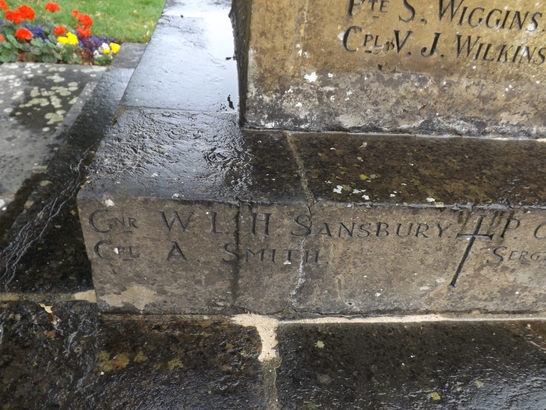 Pte S. Wiggins.
Cpl V. J. Wilkins
Gnr W L H Sansbury. H.P
Cpl A Smith Serg